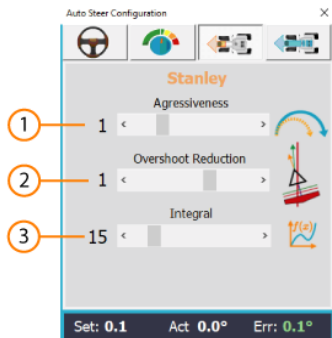 Auto Steer Configuration
Stanley
Agressiveness
1 1
Overshoot Reduction
2 1
Integral
3 15
f(x)
Set: 0.1 Act 0.0° Err: 0.1°